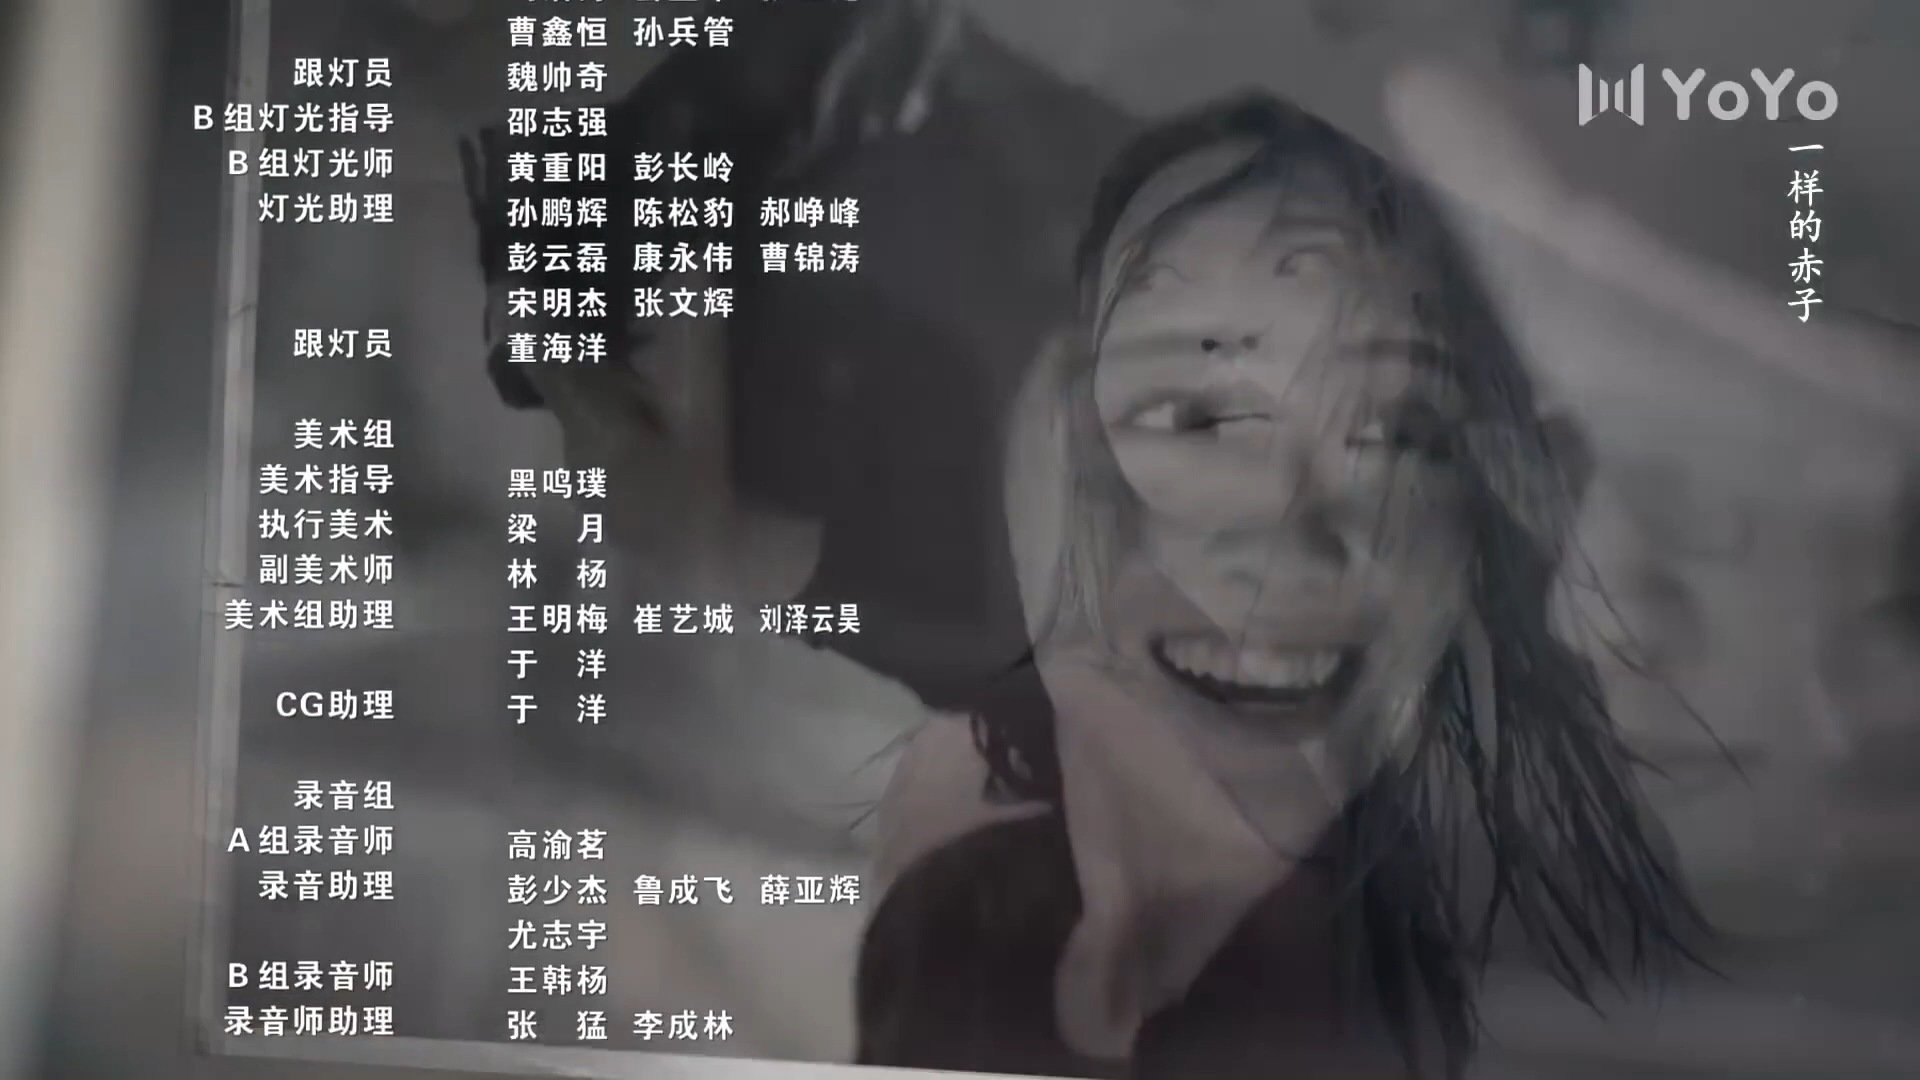 曹鑫恒 孙兵管
跟灯员 魏帅奇
B组灯光指导 邵志强
B组灯光师 黄重阳 彭长岭
灯光助理 孙鹏辉 陈松豹 郝峥峰
彭云磊 康永伟 曹锦涛
宋明杰 张文辉
跟灯员 董海洋
美术组
美术指导 黑鸣璞
执行美术 梁 月
副美术师 林 杨
美术组助理 王明梅 崔艺城 刘泽云昊
于 洋
CG助理 于 洋
录音组
A组录音师 高渝茗
录音助理 彭少杰 鲁成飞 薛亚辉
尤志宇
B组录音师 王韩杨
录音师助理 张 猛 李成林
YoYo
一样的赤子